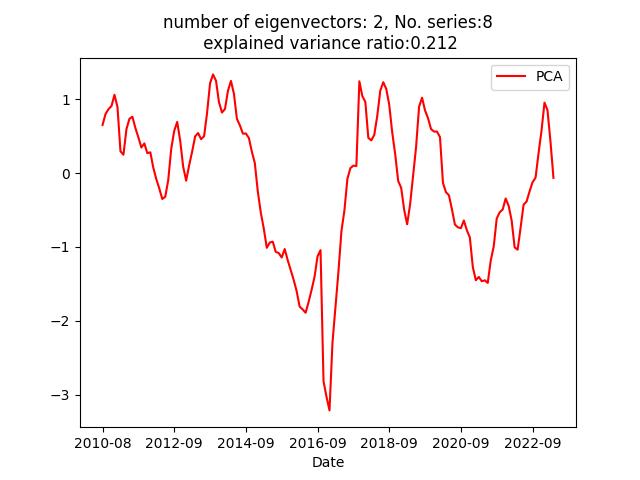 number of eigenvectors: 2, No. series:8
explained variance ratio:0.212
PCA
1
0
−1
−2
−3
2010-08 2012-09 2014-09 2016-09 2018-09 2020-09 2022-09
Date